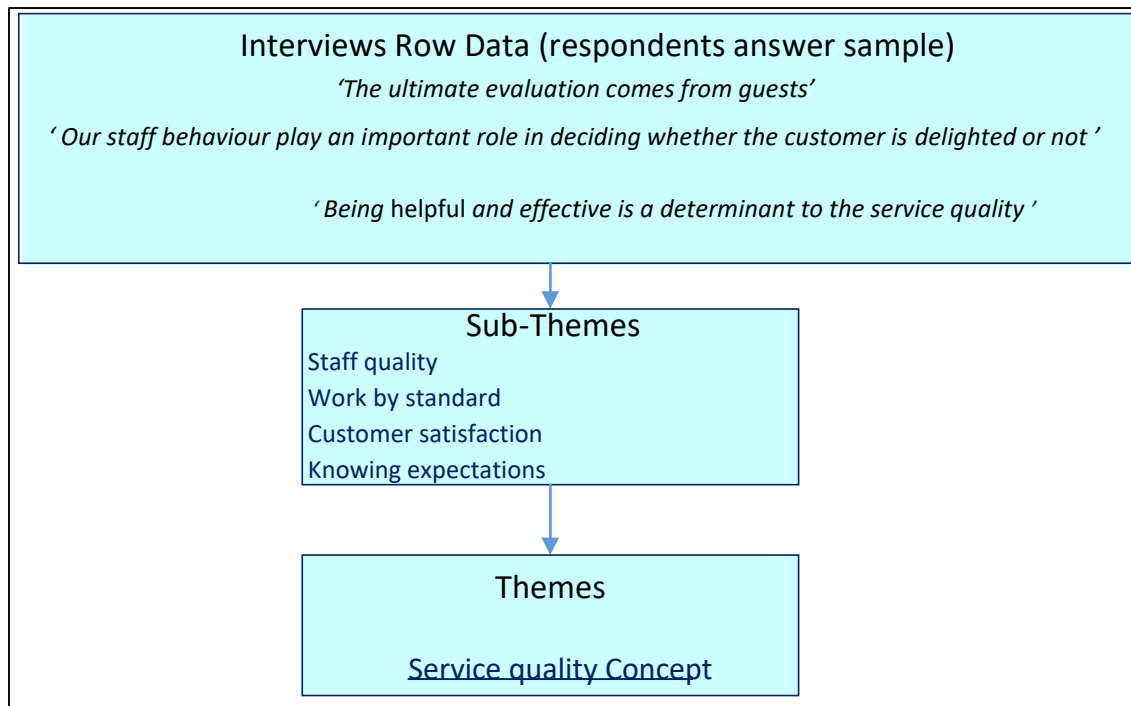 Interviews Row Data (respondents answer sample)
‘The ultimate evaluation comes from guests’
‘ Our staff behaviour play an important role in deciding whether the customer is delighted or not ’
‘ Being helpful and effective is a determinant to the service quality ’
Sub-Themes
Staff quality
Work by standard
Customer satisfaction
Knowing expectations
Themes
Service quality Concept